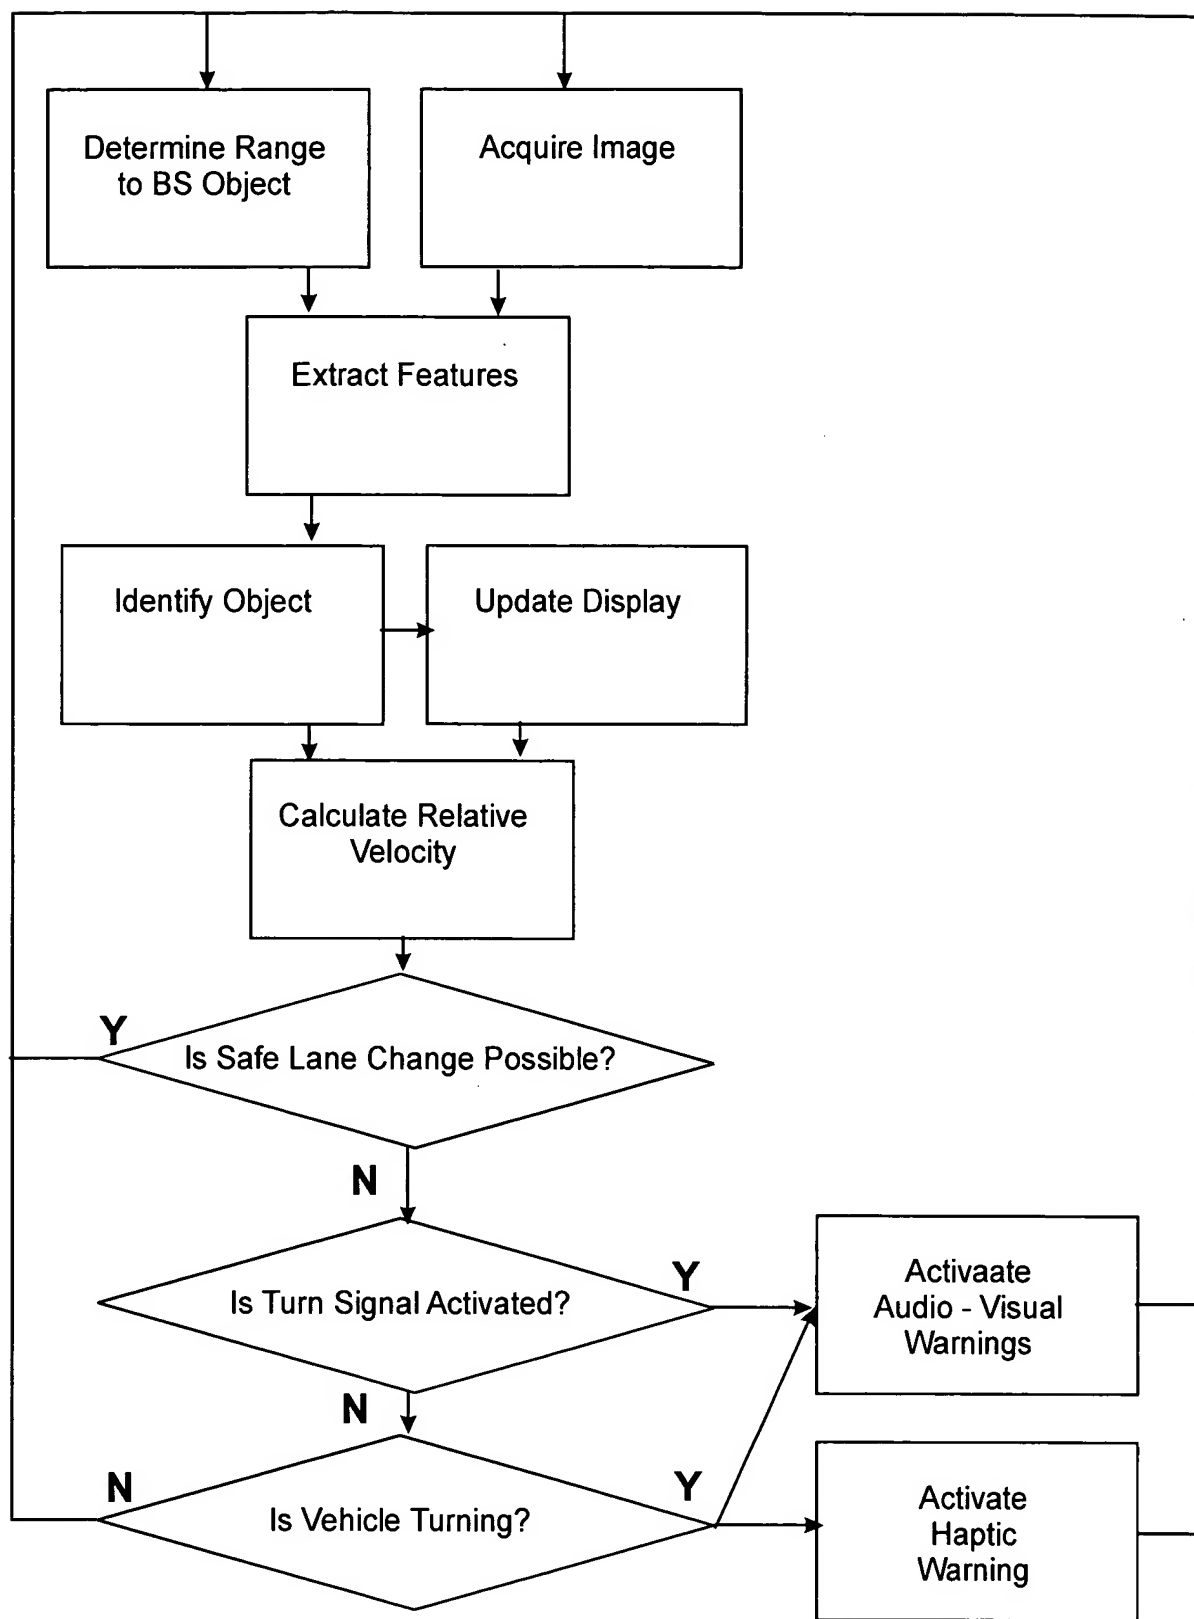 Determine Range
to BS Object
Acquire Image
Extract Features
Identify Object
Update Display
Calculate Relative
Velocity
Y
Is Safe Lane Change Possible?
N
Is Turn Signal Activated?
Y
Activaate
Audio - Visual
Warnings
N
N
Is Vehicle Turning?
Y
Activate
Haptic
Warning